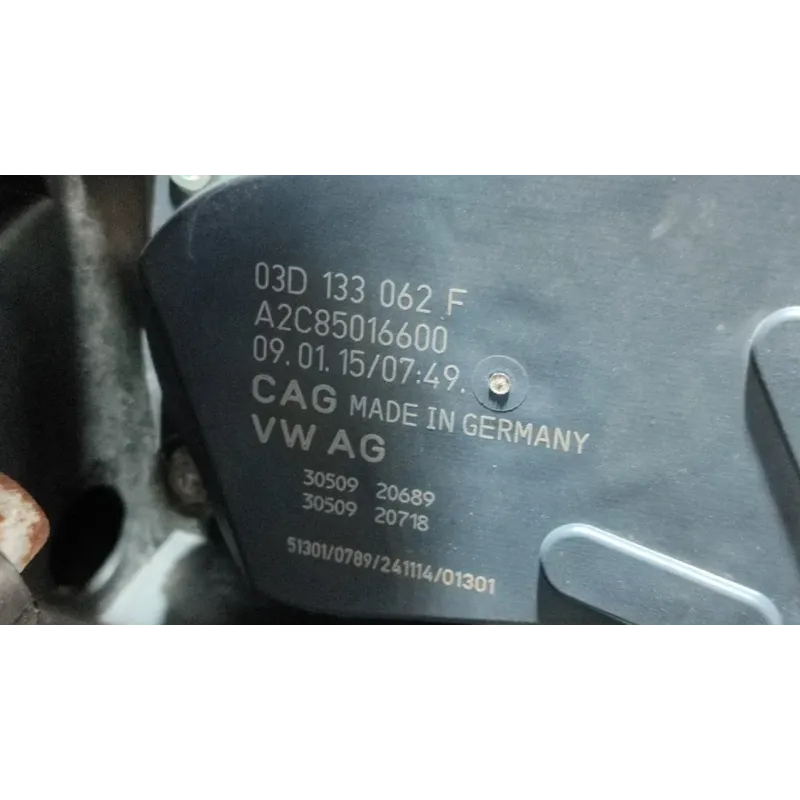 03D 133 062 F
A2C85016600
09.01.15/07:49.
CAG MADE IN GERMANY
VW AG
30509 20689
30509 20718
51301/0789/241114/01301